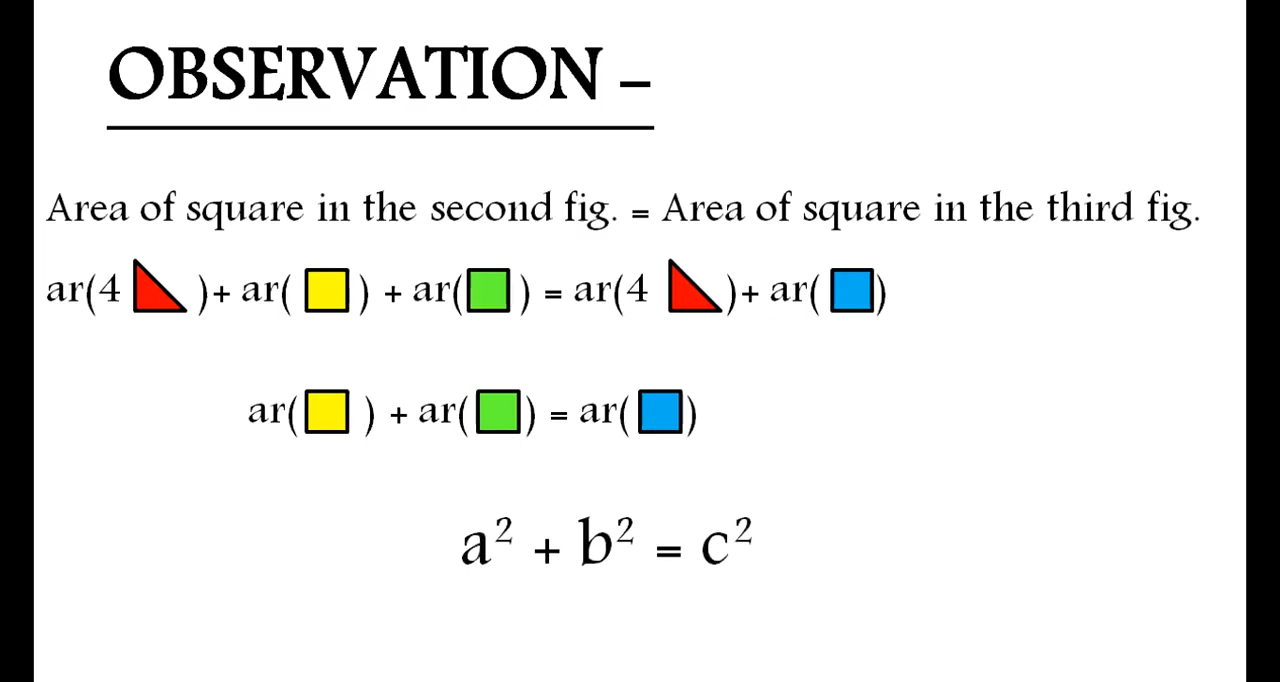 OBSERVATION –
Area of square in the second fig. = Area of square in the third fig.
ar(4 )+ ar( ) + ar( ) = ar(4 )+ ar( )
ar( ) + ar( ) = ar( )
a² + b² = c²